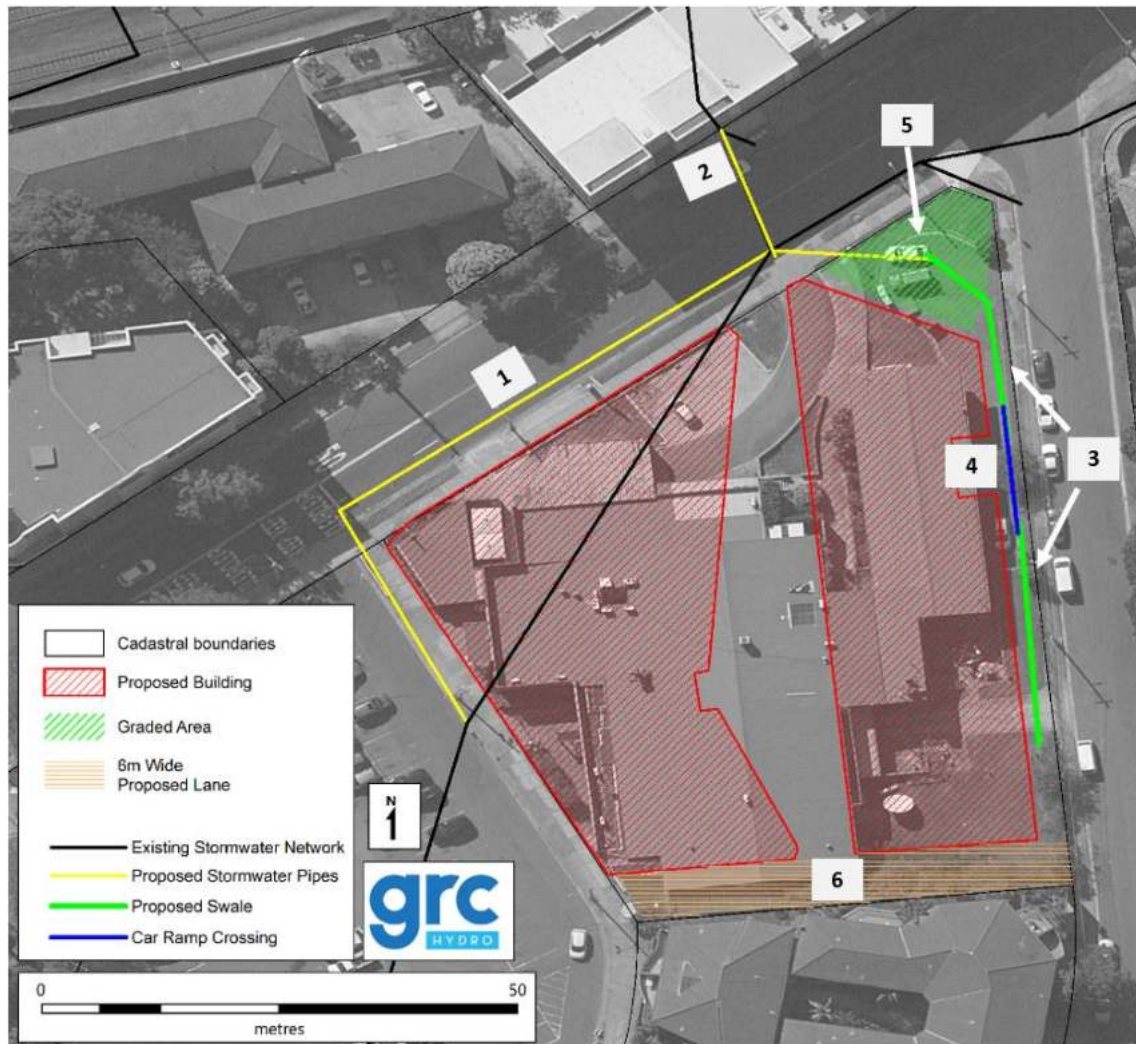 5
2
1
4
3
6
Cadastral boundaries
Proposed Building
Graded Area
6m Wide
Proposed Lane
Existing Stormwater Network
Proposed Stormwater Pipes
Proposed Swale
Car Ramp Crossing
N
grc
HYDRO
0 50
metres